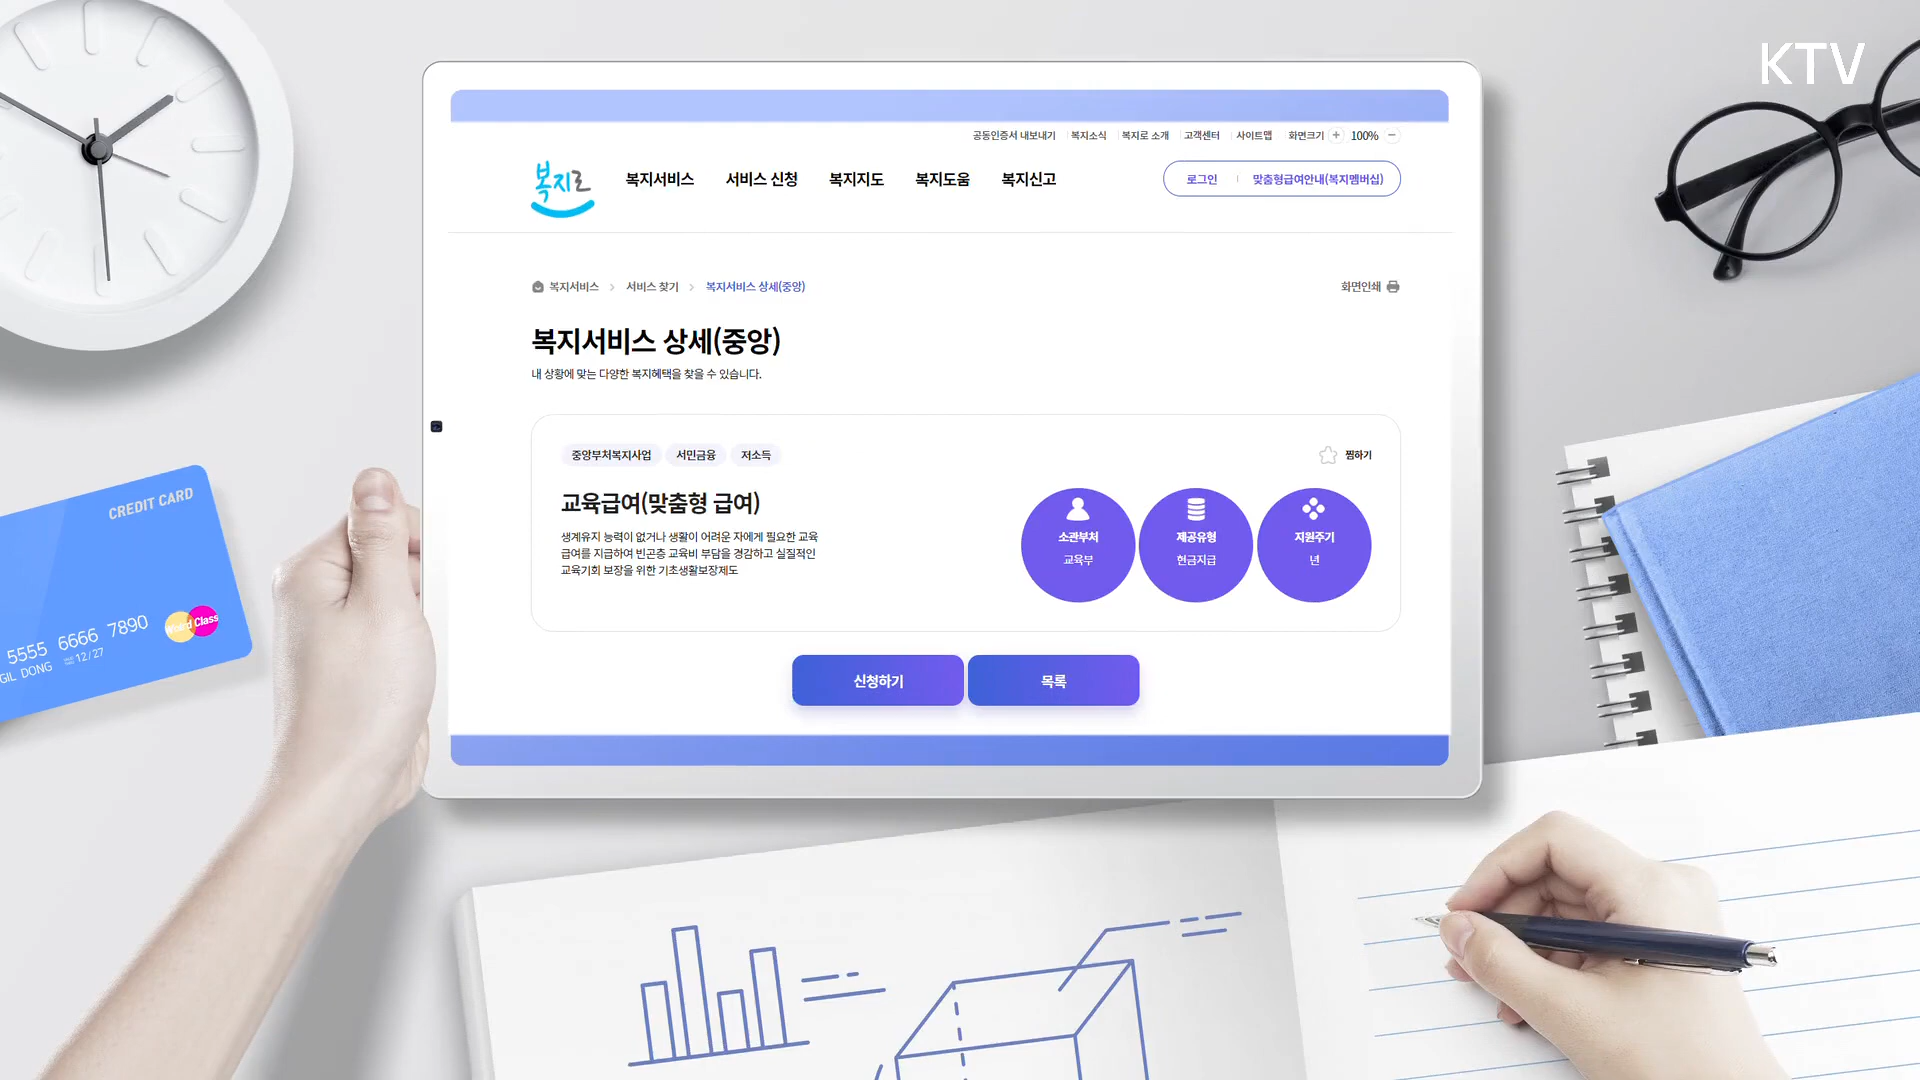 KTV
공동인증서 내보내기 복지소식 복지로 소개 고객센터 사이트맵 화면크기 + 100% −
복지로 복지서비스 서비스 신청 복지지도 복지도움 복지신고 로그인 맞춤형급여안내(복지멤버십)
복지서비스 > 서비스 찾기 > 복지서비스 상세(중앙) 화면인쇄
복지서비스 상세(중앙)
내 상황에 맞는 다양한 복지혜택을 찾을 수 있습니다.
중앙부처복지사업 서민금융 저소득 찜하기
교육급여(맞춤형 급여)
생계유지 능력이 없거나 생활이 어려운 자에게 필요한 교육
급여를 지급하여 빈곤층 교육비 부담을 경감하고 실질적인
교육기회 보장을 위한 기초생활보장제도
소관부처 제공유형 지원주기
교육부 현금지급 년
신청하기 목록
CREDIT CARD
5555 6666 7890
GIL DONG 12/27
World Class